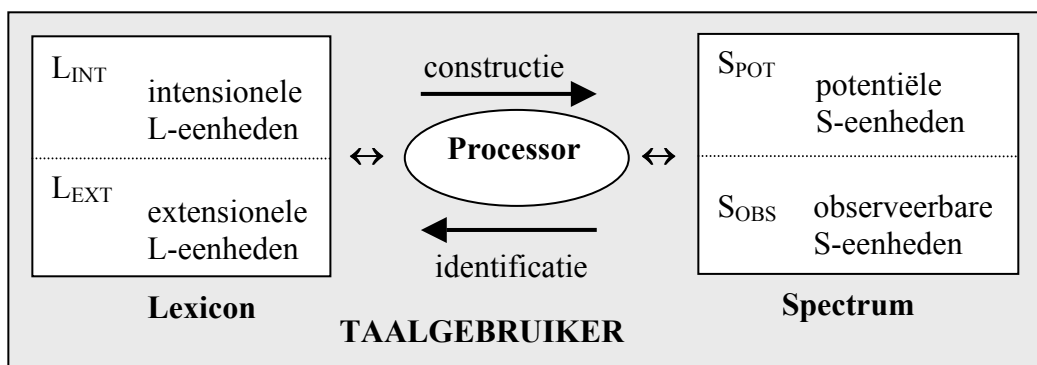 L_INT
intensionele
L-eenheden
L_EXT
extensionele
L-eenheden
Lexicon
constructie
↔ Processor ↔
identificatie
TAALGEBRUIKER
S_POT
potentiële
S-eenheden
S_OBS observeerbare
S-eenheden
Spectrum